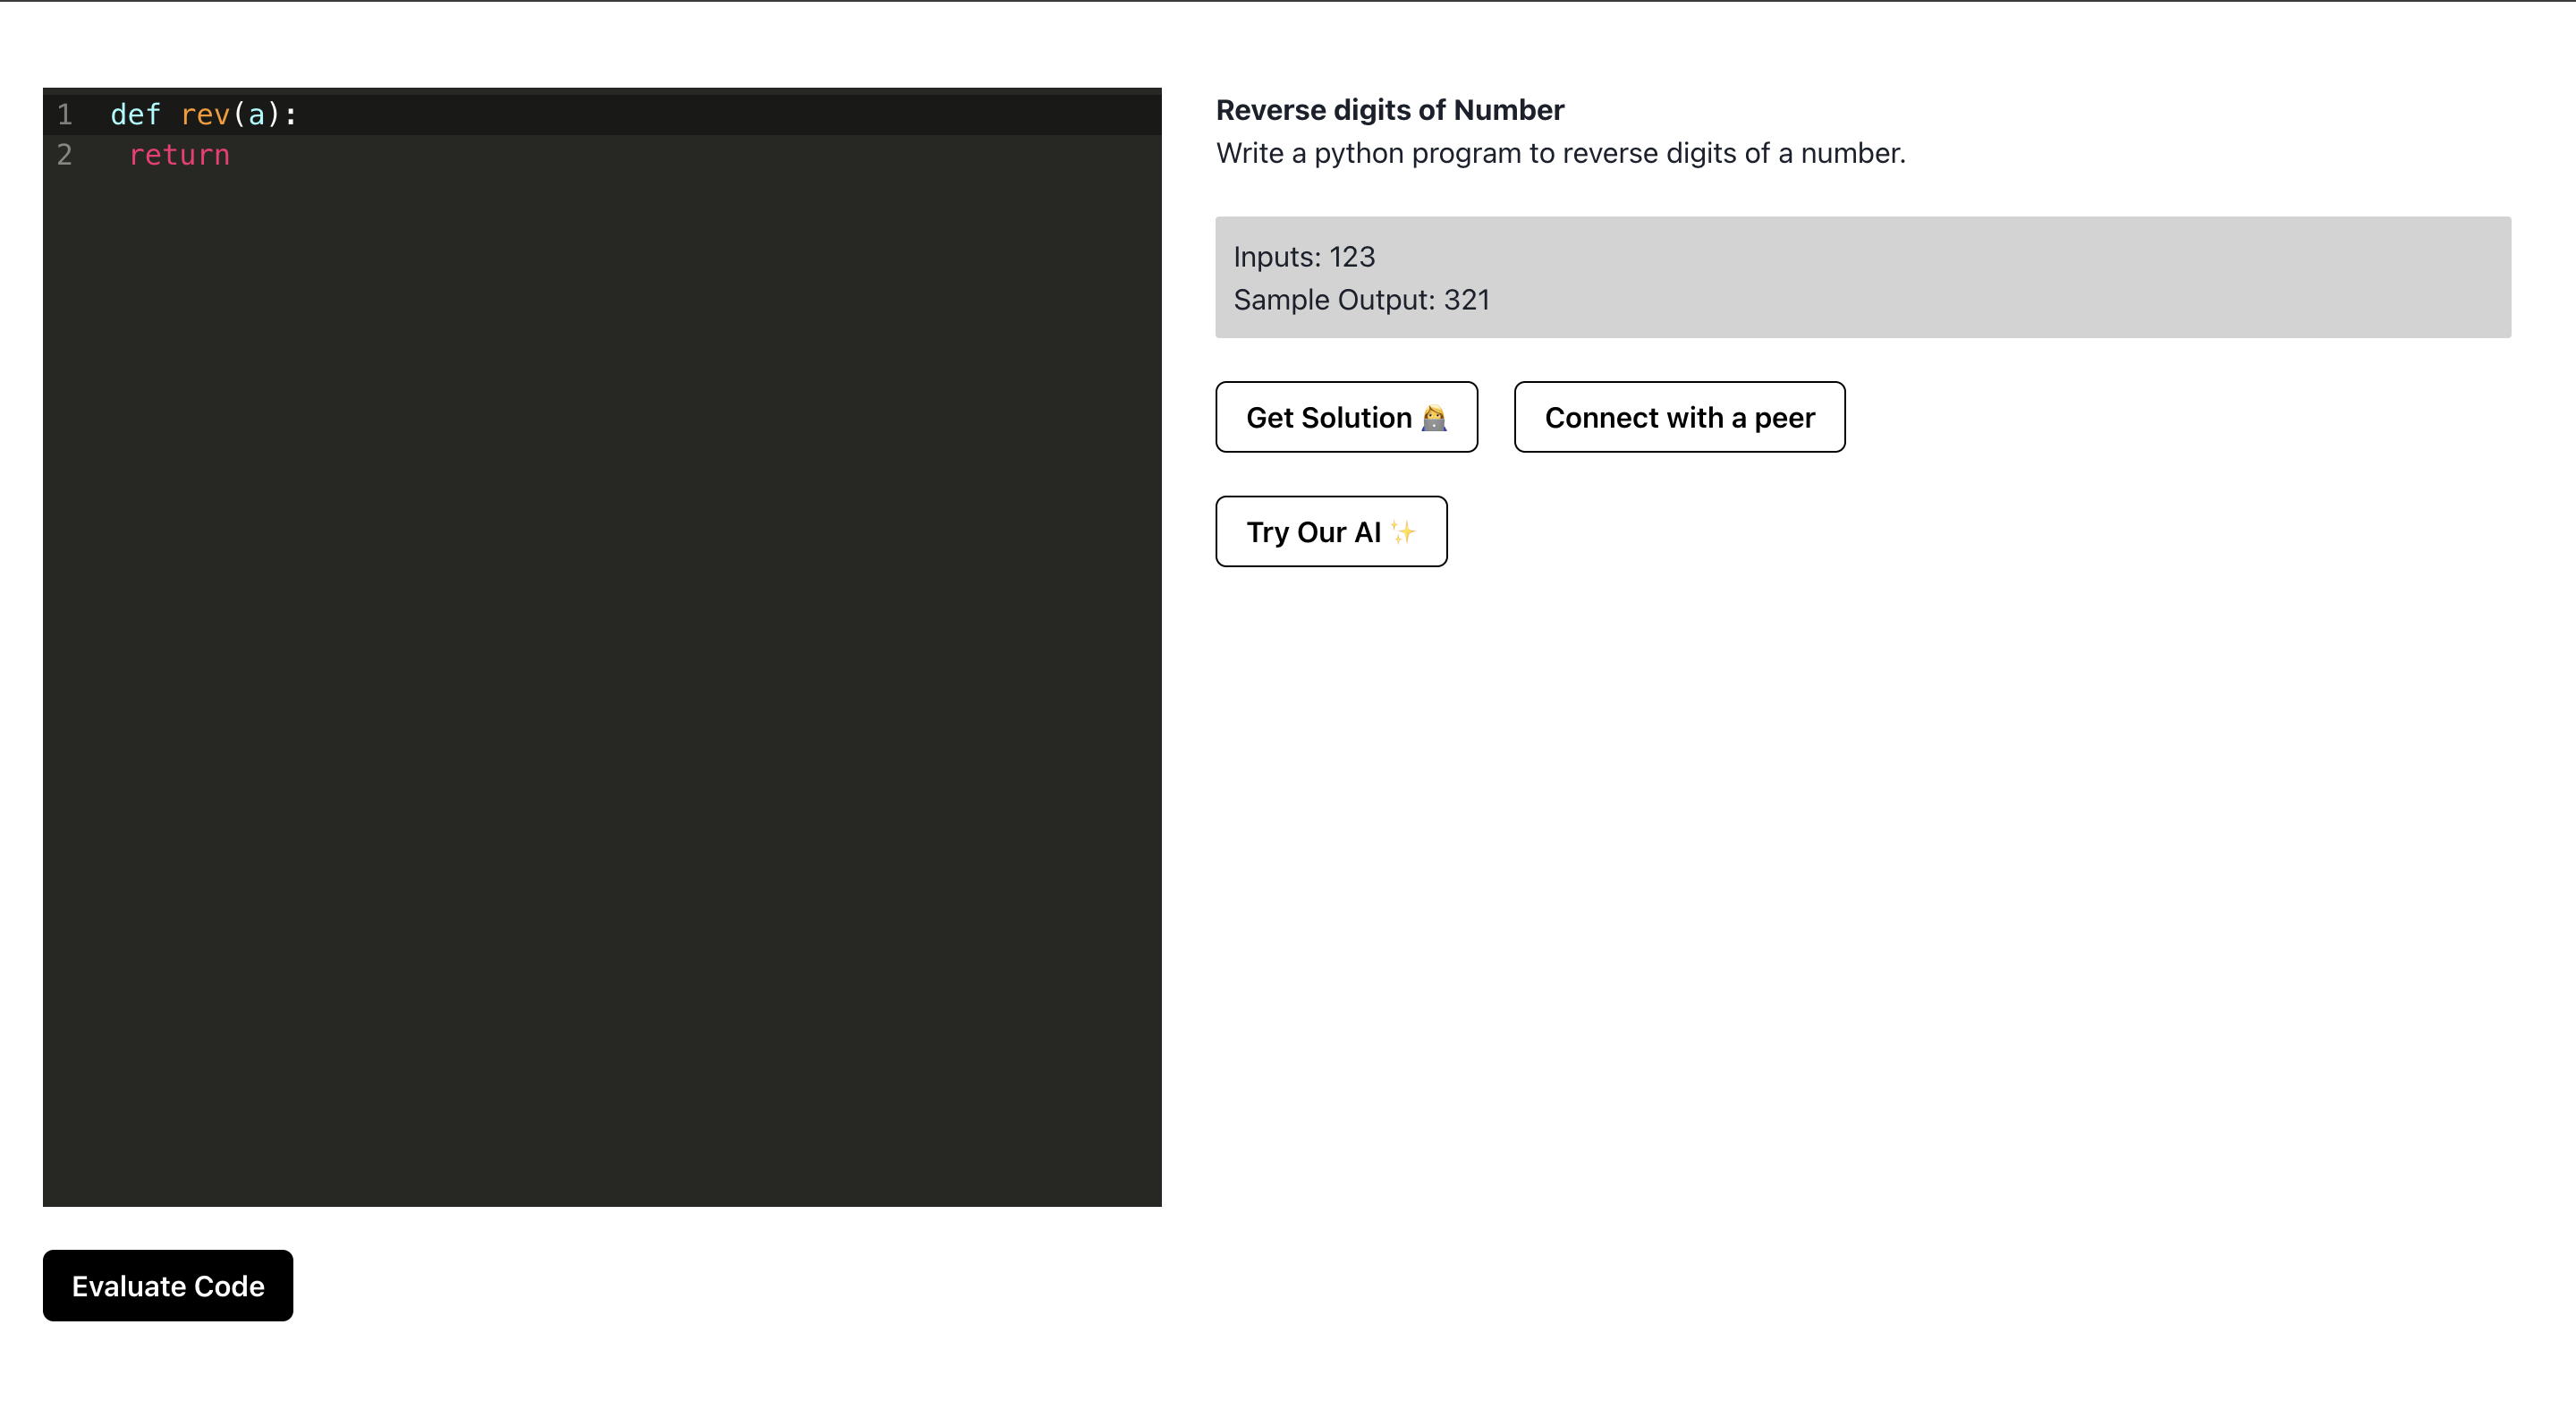 1 def rev(a):
2 return
Reverse digits of Number
Write a python program to reverse digits of a number.
Inputs: 123
Sample Output: 321
Get Solution 👩‍💻
Connect with a peer
Try Our AI ✨
Evaluate Code